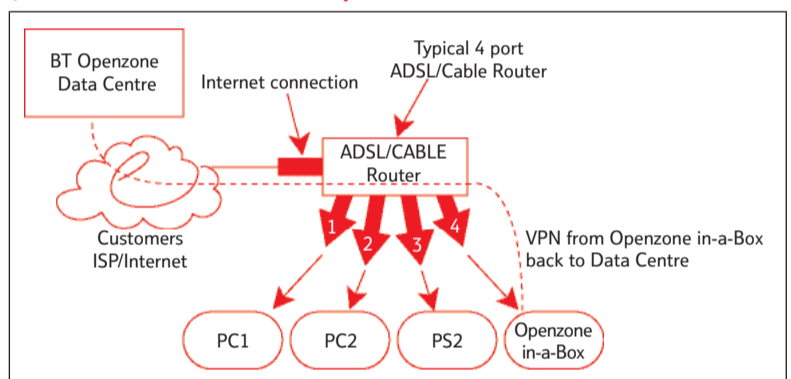 BT Openzone
Data Centre
Internet connection
Typical 4 port
ADSL/Cable Router
ADSL/CABLE
Router
1
2
3
4
Customers
ISP/Internet
VPN from Openzone in-a-Box
back to Data Centre
PC1
PC2
PS2
Openzone
in-a-Box